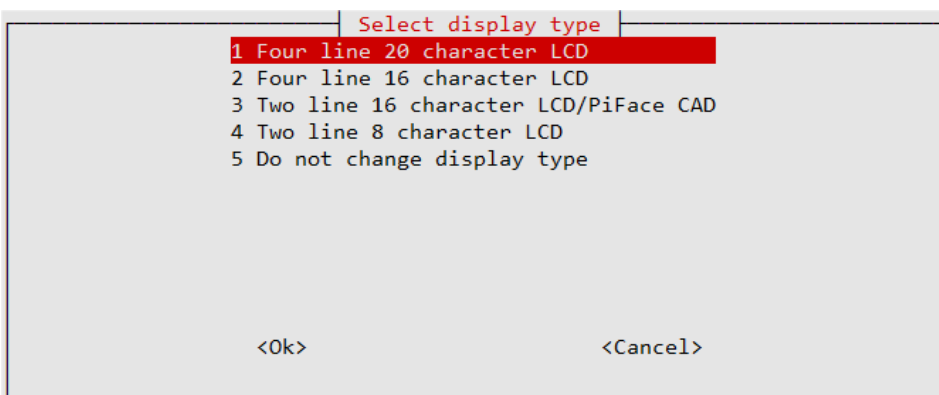 Select display type
1 Four line 20 character LCD
2 Four line 16 character LCD
3 Two line 16 character LCD/PiFace CAD
4 Two line 8 character LCD
5 Do not change display type
<Ok> <Cancel>